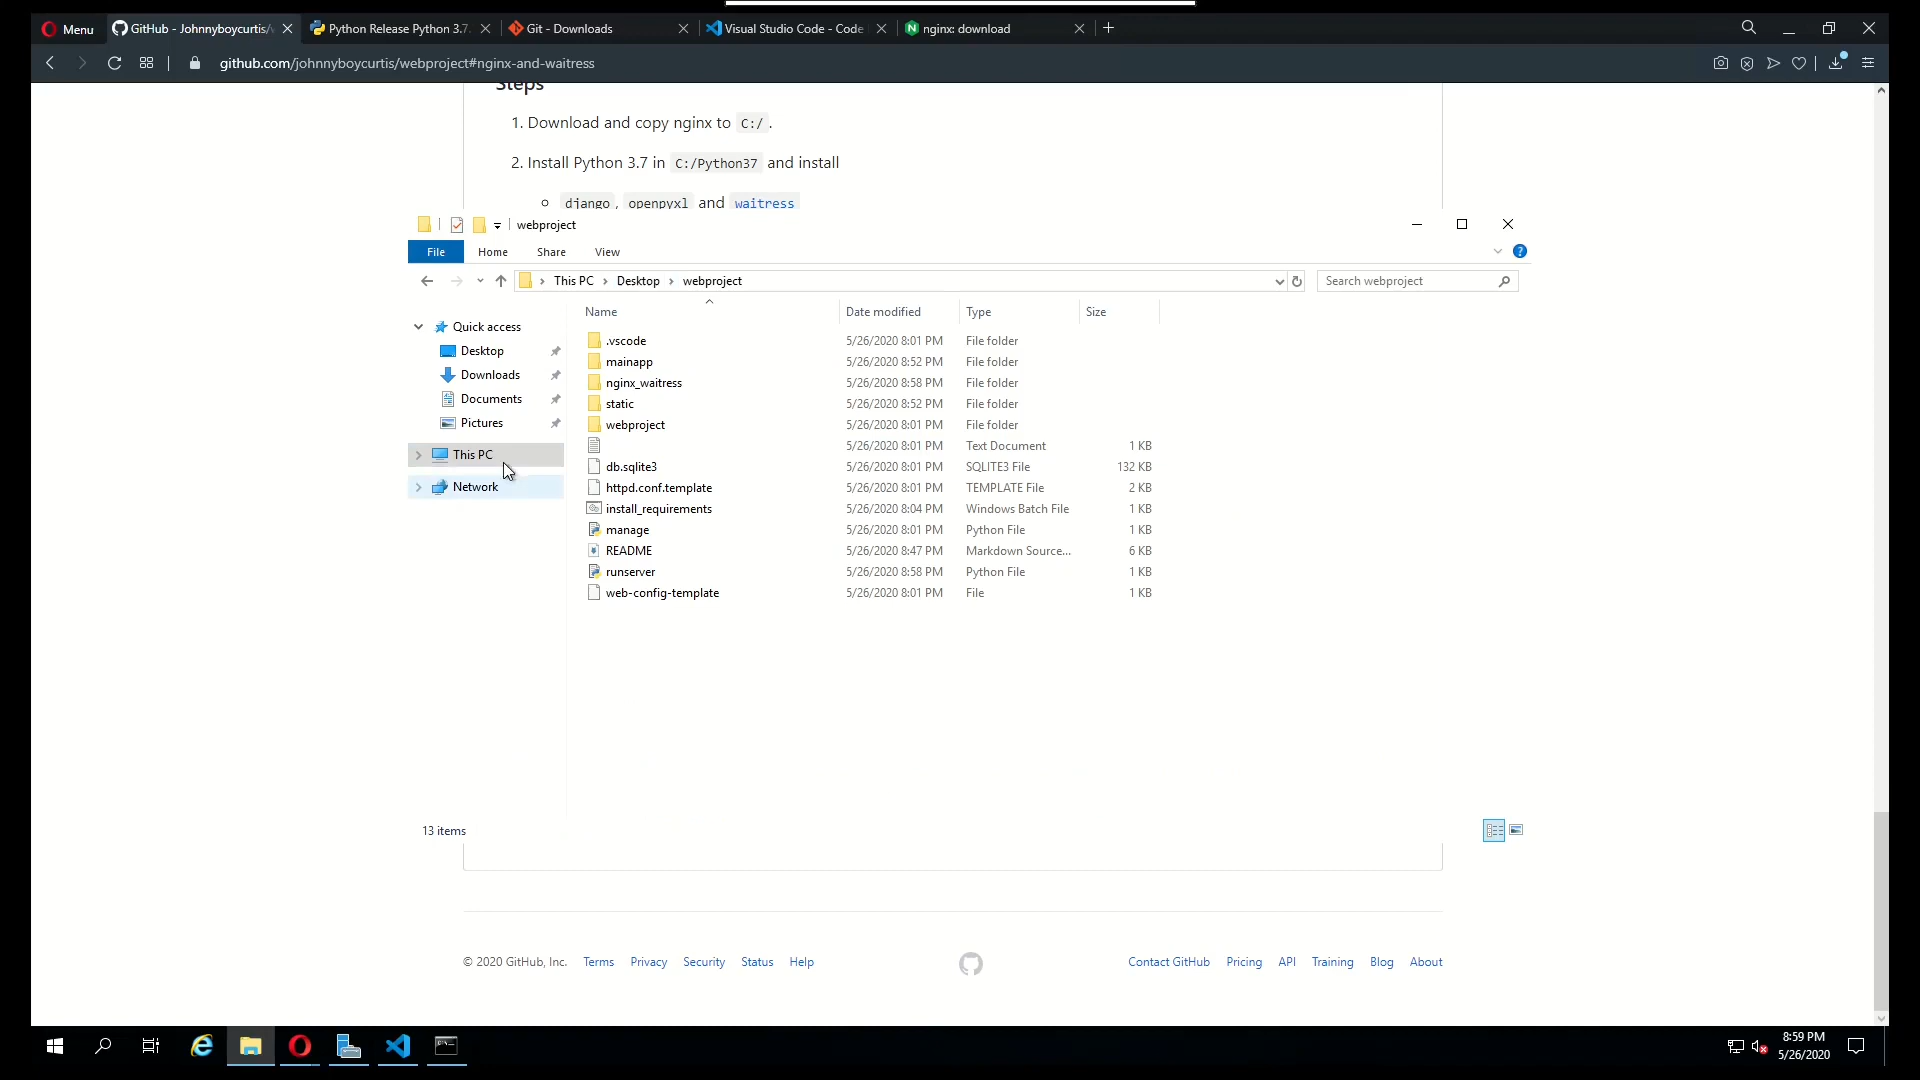 Menu
GitHub - Johnnyboycurtis/
Python Release Python 3.7.
Git - Downloads
Visual Studio Code - Code
nginx: download
github.com/johnnyboycurtis/webproject#nginx-and-waitress
Steps
1. Download and copy nginx to C:/ .
2. Install Python 3.7 in C:/Python37 and install
django, openpyxl and waitress
webproject
File Home Share View
This PC Desktop webproject
Search webproject
Name Date modified Type Size
Quick access
Desktop
Downloads
Documents
Pictures
This PC
Network
.vscode 5/26/2020 8:01 PM File folder
mainapp 5/26/2020 8:52 PM File folder
nginx_waitress 5/26/2020 8:58 PM File folder
static 5/26/2020 8:52 PM File folder
webproject 5/26/2020 8:01 PM File folder
5/26/2020 8:01 PM Text Document 1 KB
db.sqlite3 5/26/2020 8:01 PM SQLITE3 File 132 KB
httpd.conf.template 5/26/2020 8:01 PM TEMPLATE File 2 KB
install_requirements 5/26/2020 8:04 PM Windows Batch File 1 KB
manage 5/26/2020 8:01 PM Python File 1 KB
README 5/26/2020 8:47 PM Markdown Source... 6 KB
runserver 5/26/2020 8:58 PM Python File 1 KB
web-config-template 5/26/2020 8:01 PM File 1 KB
13 items
© 2020 GitHub, Inc. Terms Privacy Security Status Help
Contact GitHub Pricing API Training Blog About
8:59 PM
5/26/2020